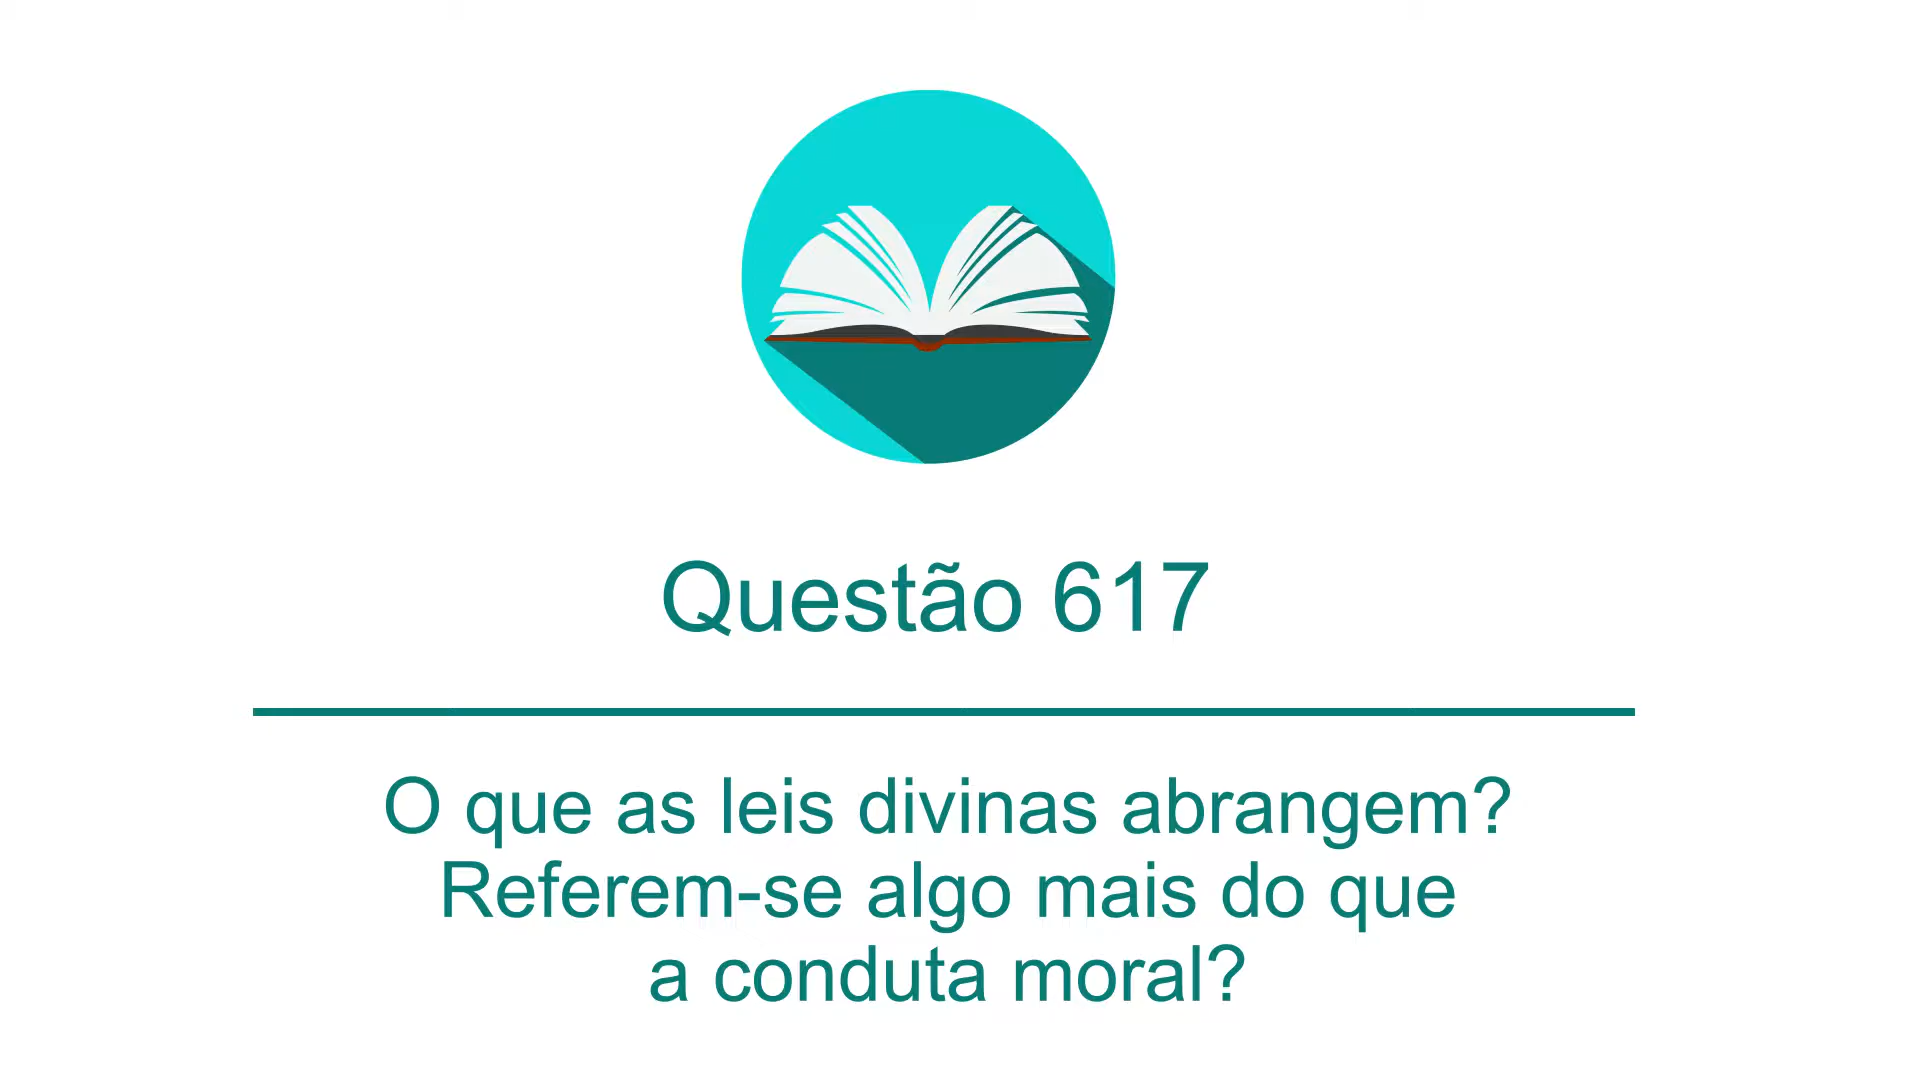 Questão 617
O que as leis divinas abrangem?
Referem-se algo mais do que
a conduta moral?